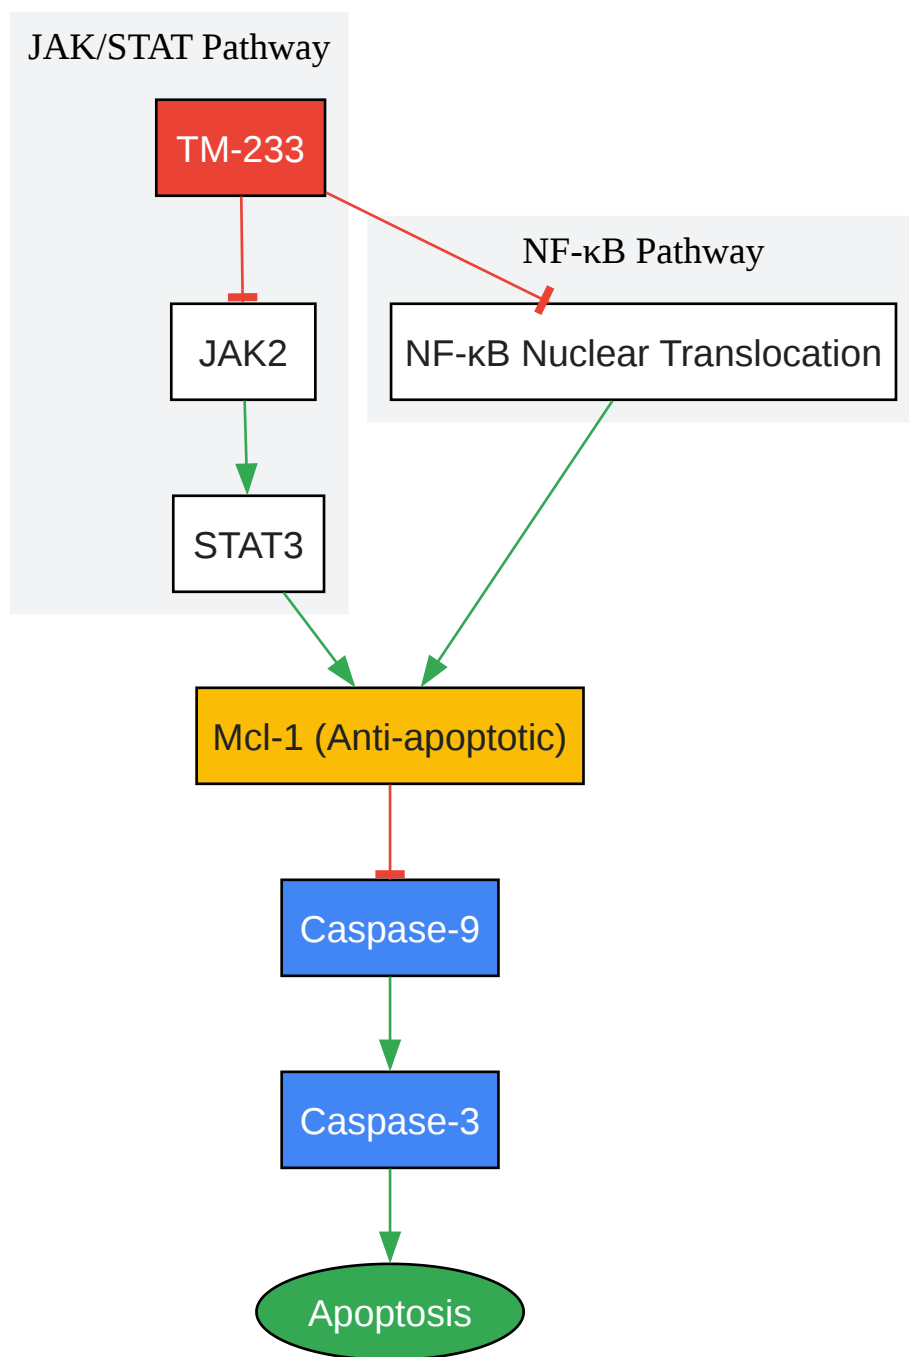 JAK/STAT Pathway
TM-233
NF-κB Pathway
JAK2
NF-κB Nuclear Translocation
STAT3
Mcl-1 (Anti-apoptotic)
Caspase-9
Caspase-3
Apoptosis